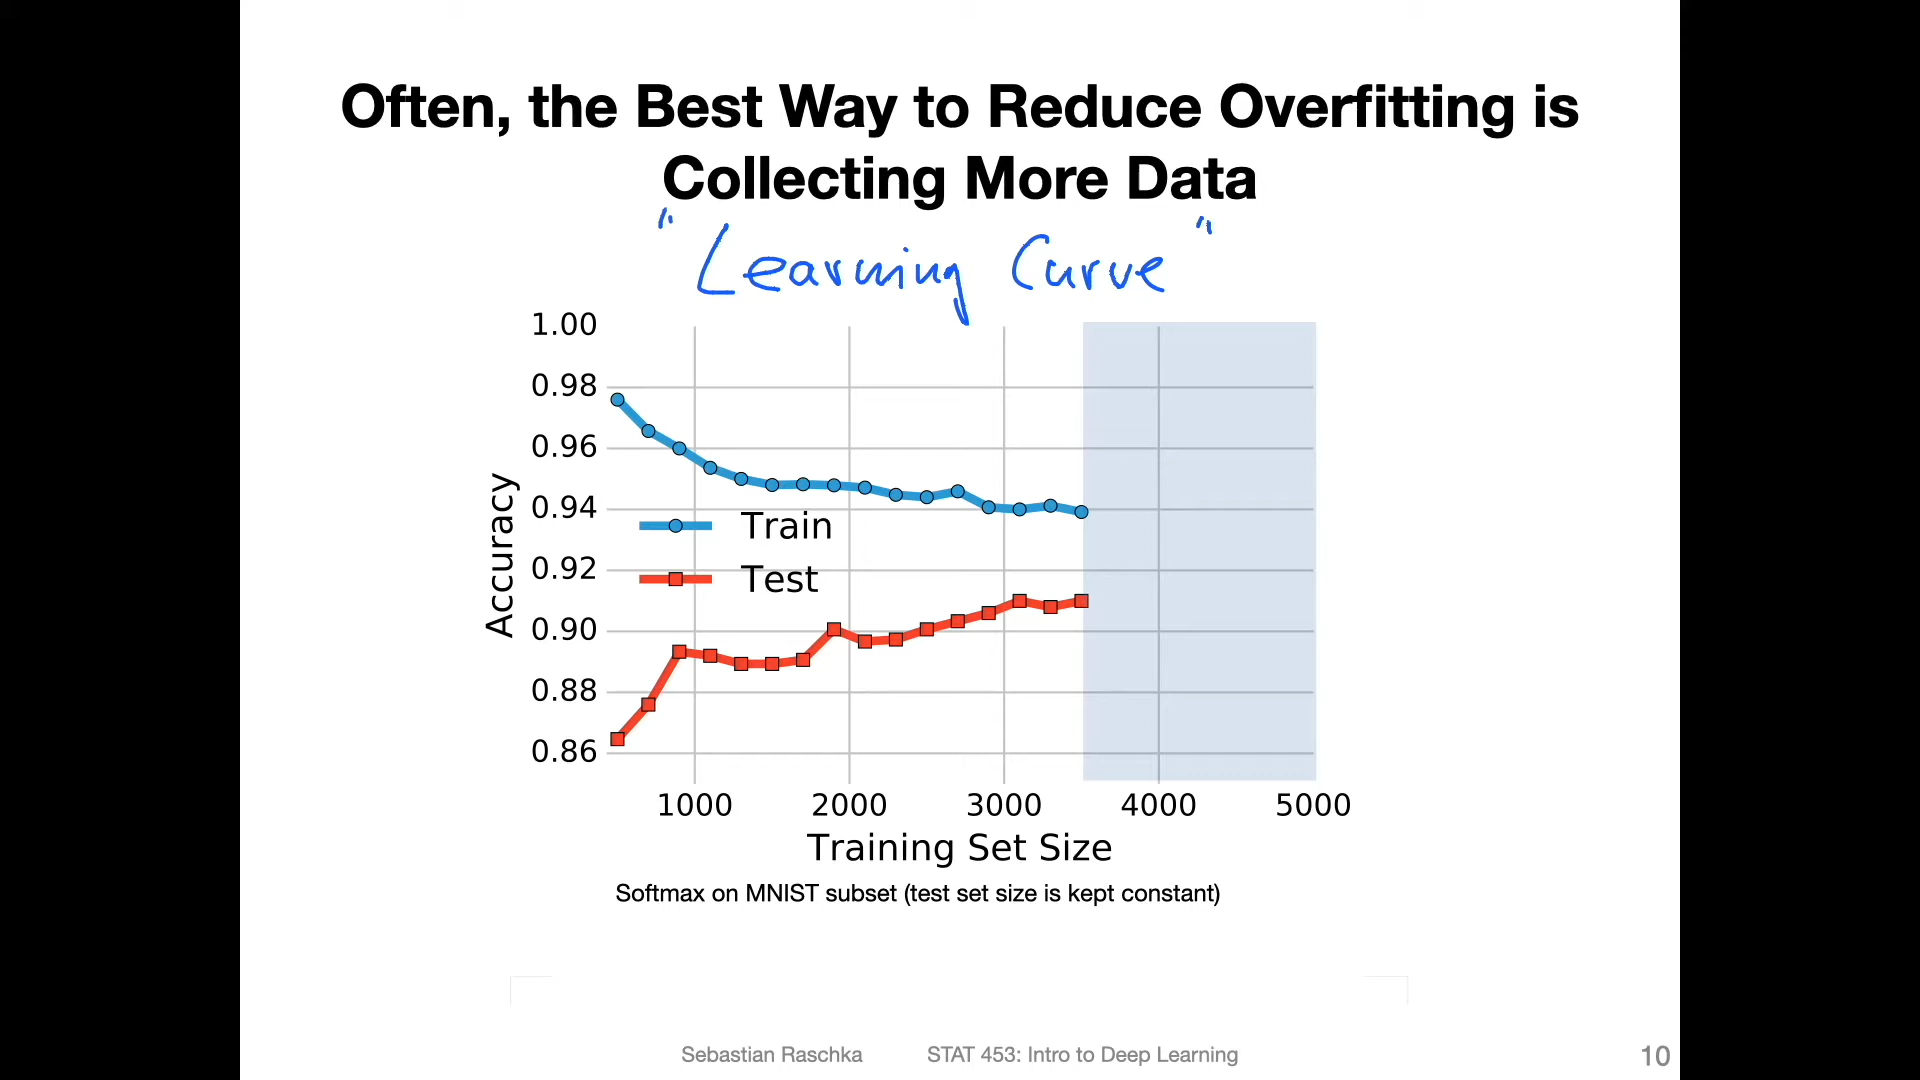 Often, the Best Way to Reduce Overfitting is
Collecting More Data
"Learning Curve"
1.00
0.98
0.96
0.94
0.92
0.90
0.88
0.86
Accuracy
Train
Test
1000 2000 3000 4000 5000
Training Set Size
Softmax on MNIST subset (test set size is kept constant)
Sebastian Raschka STAT 453: Intro to Deep Learning 10